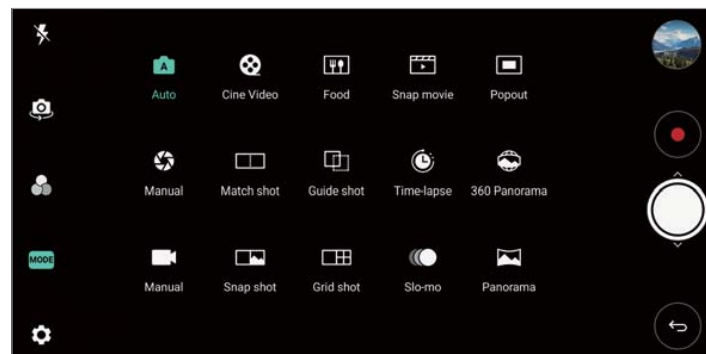 A
Auto Cine Video Food Snap movie Popout
Manual Match shot Guide shot Time-lapse 360 Panorama
MODE
Manual Snap shot Grid shot Slo-mo Panorama